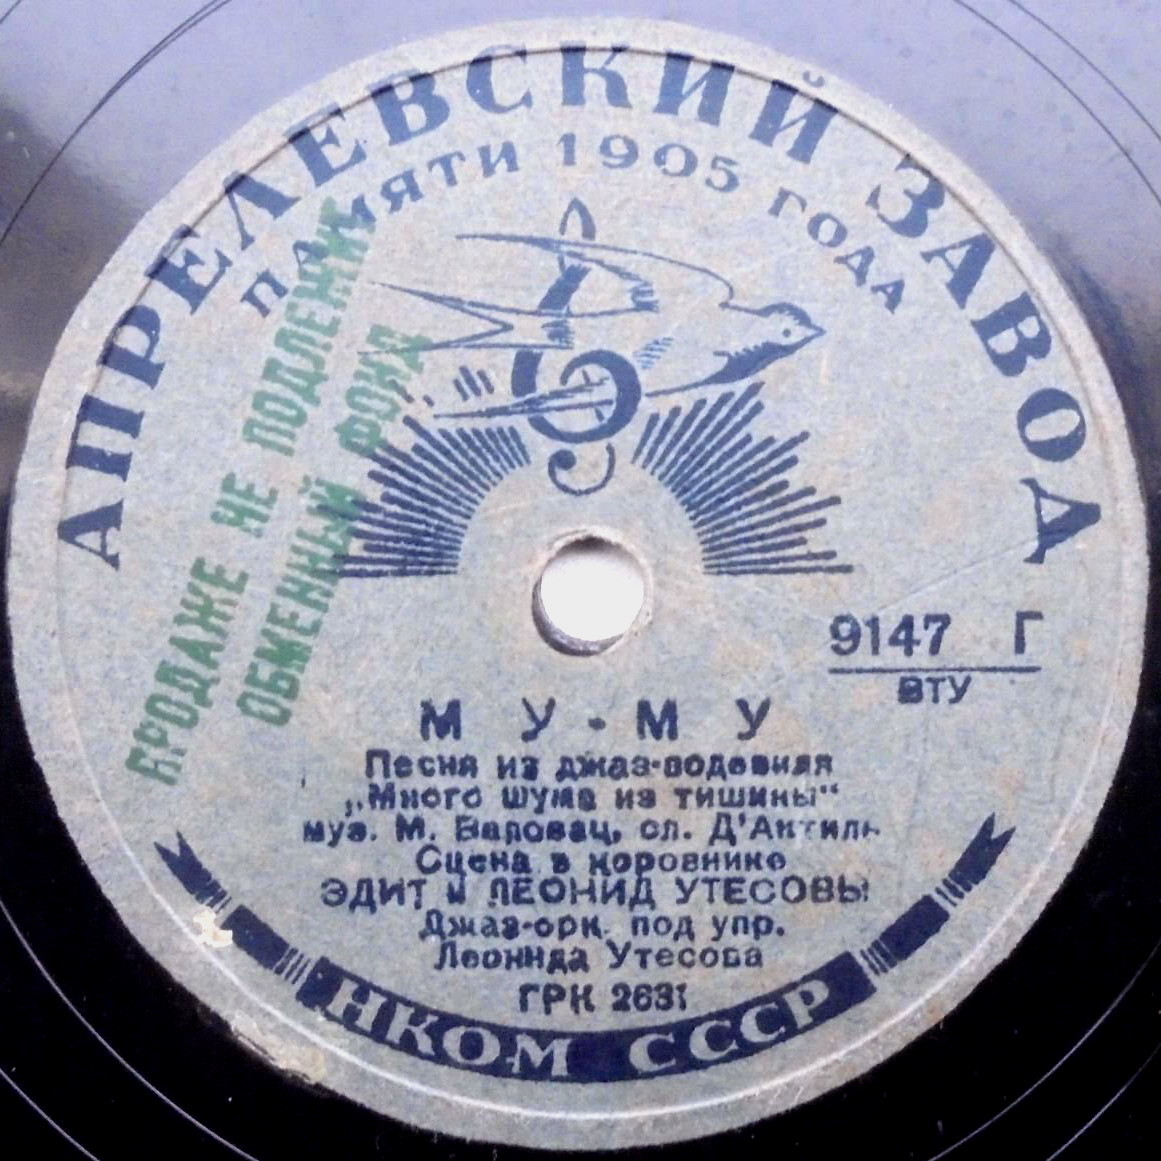 АПРЕЛЕВСКИЙ ЗАВОД
ПАМЯТИ 1905 ГОДА
ПРОДАЖЕ НЕ ПОДЛЕЖИТ
ОБМЕННЫЙ ФОНД
9147 Г
ВТУ
МУ-МУ
Песня из джаз-водевиля
„Много шума из тишины“
муз. М. Воловац, сл. Д'Актиль
Сцена в коровнике
ЭДИТ И ЛЕОНИД УТЕСОВЫ
Джаз-орк. под упр.
Леонида Утесова
ГРК 2631
НКОМ СССР